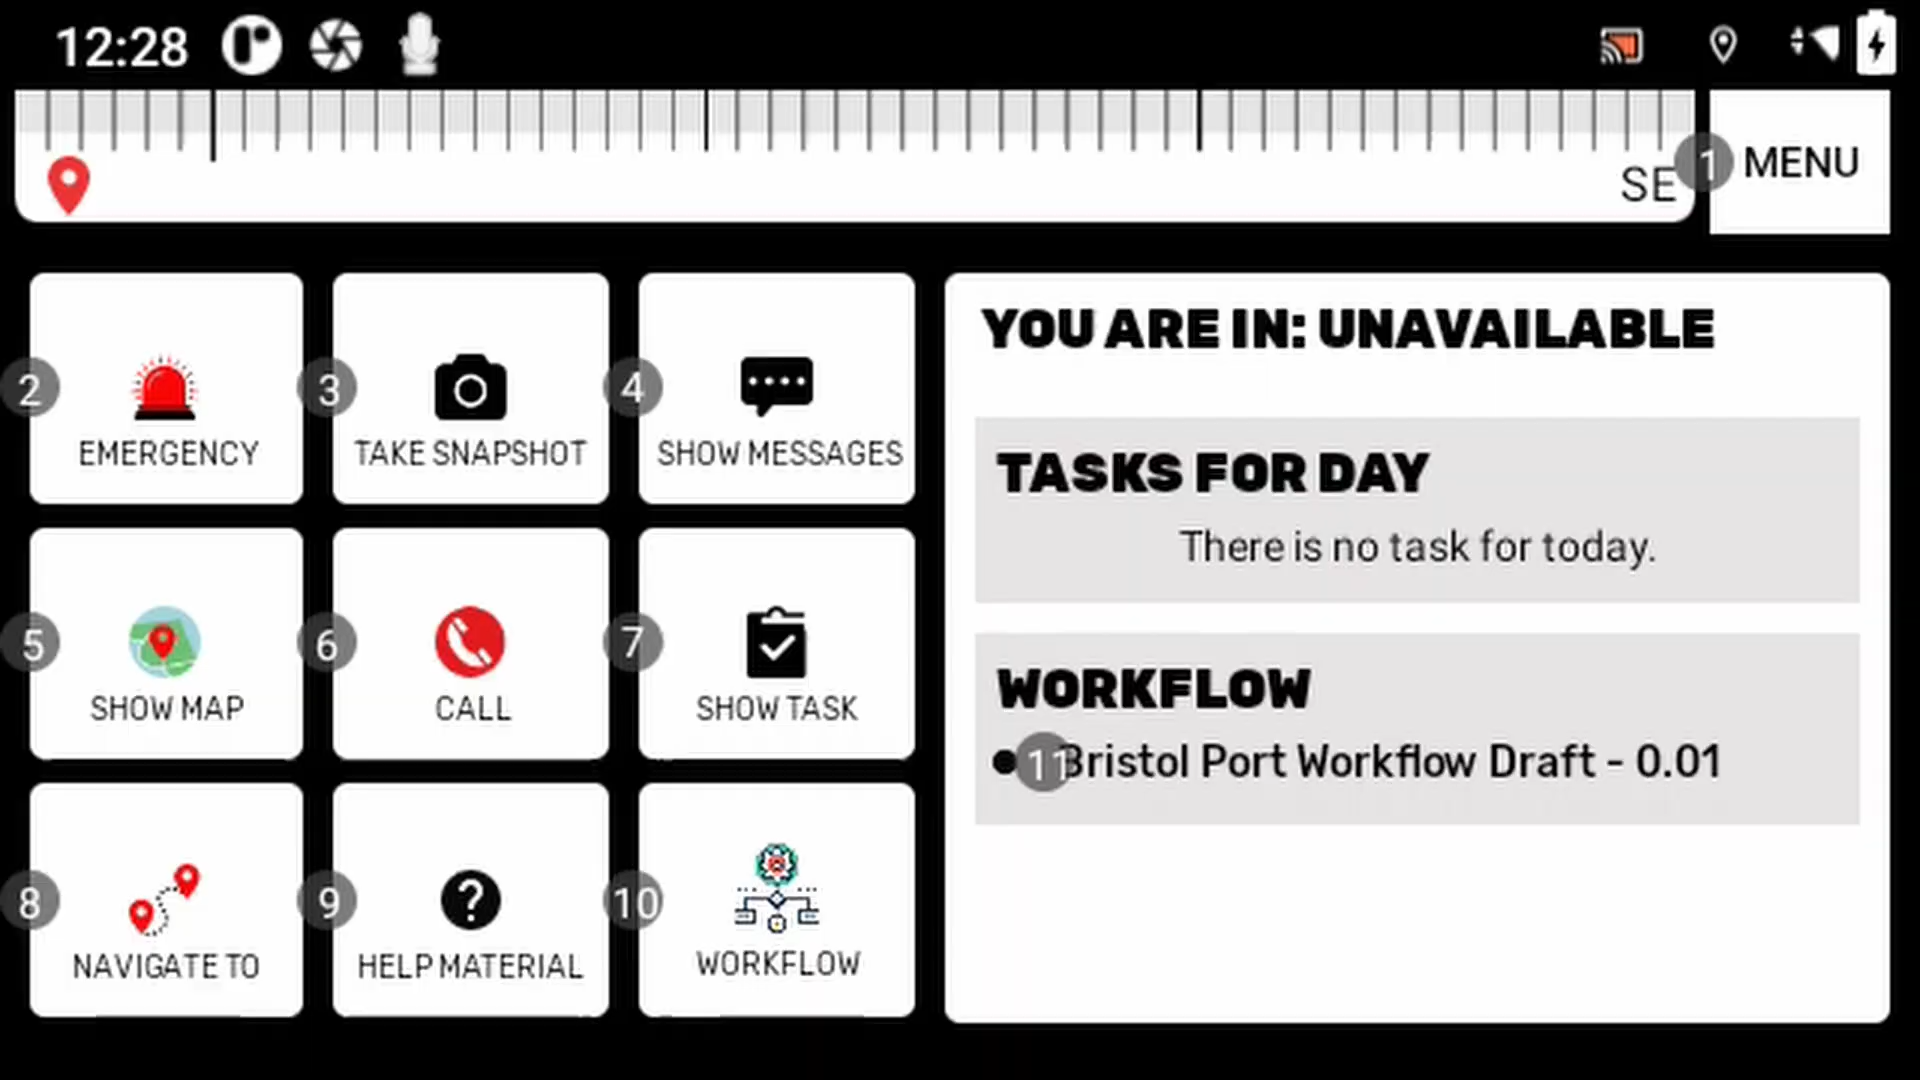 12:28
SE
1 MENU
2 EMERGENCY
3 TAKE SNAPSHOT
4 SHOW MESSAGES
YOU ARE IN: UNAVAILABLE
TASKS FOR DAY
There is no task for today.
5 SHOW MAP
6 CALL
7 SHOW TASK
WORKFLOW
11 Bristol Port Workflow Draft - 0.01
8 NAVIGATE TO
9 HELP MATERIAL
10 WORKFLOW